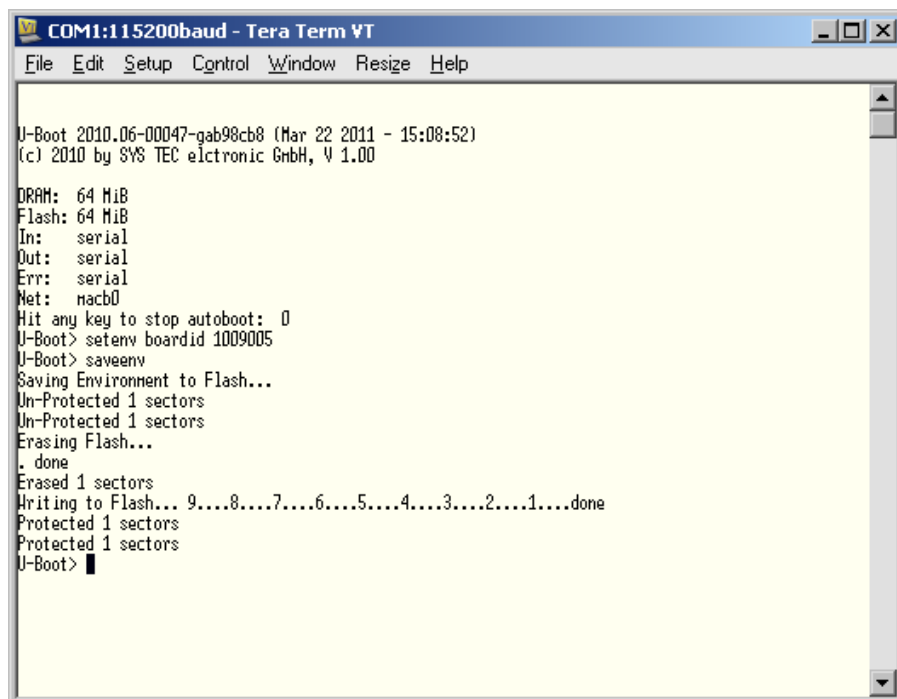 COM1:115200baud - Tera Term VT
File Edit Setup Control Window Resize Help
U-Boot 2010.06-00047-gab98cb8 (Mar 22 2011 - 15:08:52)
(c) 2010 by SYS TEC elctronic GmbH, V 1.00
DRAM: 64 MiB
Flash: 64 MiB
In: serial
Out: serial
Err: serial
Net: macb0
Hit any key to stop autoboot: 0
U-Boot> setenv boardid 1009005
U-Boot> saveenv
Saving Environment to Flash...
Un-Protected 1 sectors
Un-Protected 1 sectors
Erasing Flash...
. done
Erased 1 sectors
Writing to Flash... 9....8....7....6....5....4....3....2....1....done
Protected 1 sectors
Protected 1 sectors
U-Boot>